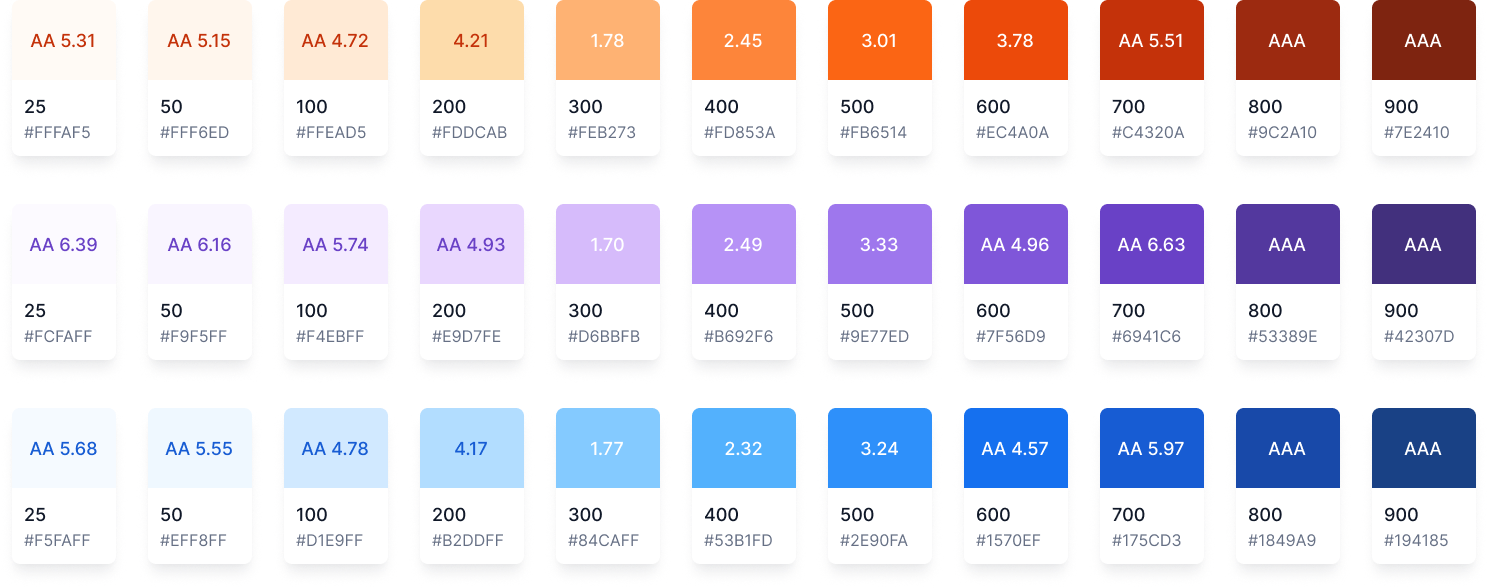 AA 5.31 AA 5.15 AA 4.72 4.21 1.78 2.45 3.01 3.78 AA 5.51 AAA AAA
25 50 100 200 300 400 500 600 700 800 900
#FFFAF5 #FFF6ED #FFEAD5 #FDDCAB #FEB273 #FD853A #FB6514 #EC4A0A #C4320A #9C2A10 #7E2410
AA 6.39 AA 6.16 AA 5.74 AA 4.93 1.70 2.49 3.33 AA 4.96 AA 6.63 AAA AAA
25 50 100 200 300 400 500 600 700 800 900
#FCFAFF #F9F5FF #F4EBFF #E9D7FE #D6BBFB #B692F6 #9E77ED #7F56D9 #6941C6 #53389E #42307D
AA 5.68 AA 5.55 AA 4.78 4.17 1.77 2.32 3.24 AA 4.57 AA 5.97 AAA AAA
25 50 100 200 300 400 500 600 700 800 900
#F5FAFF #EFF8FF #D1E9FF #B2DDFF #84CAFF #53B1FD #2E90FA #1570EF #175CD3 #1849A9 #194185